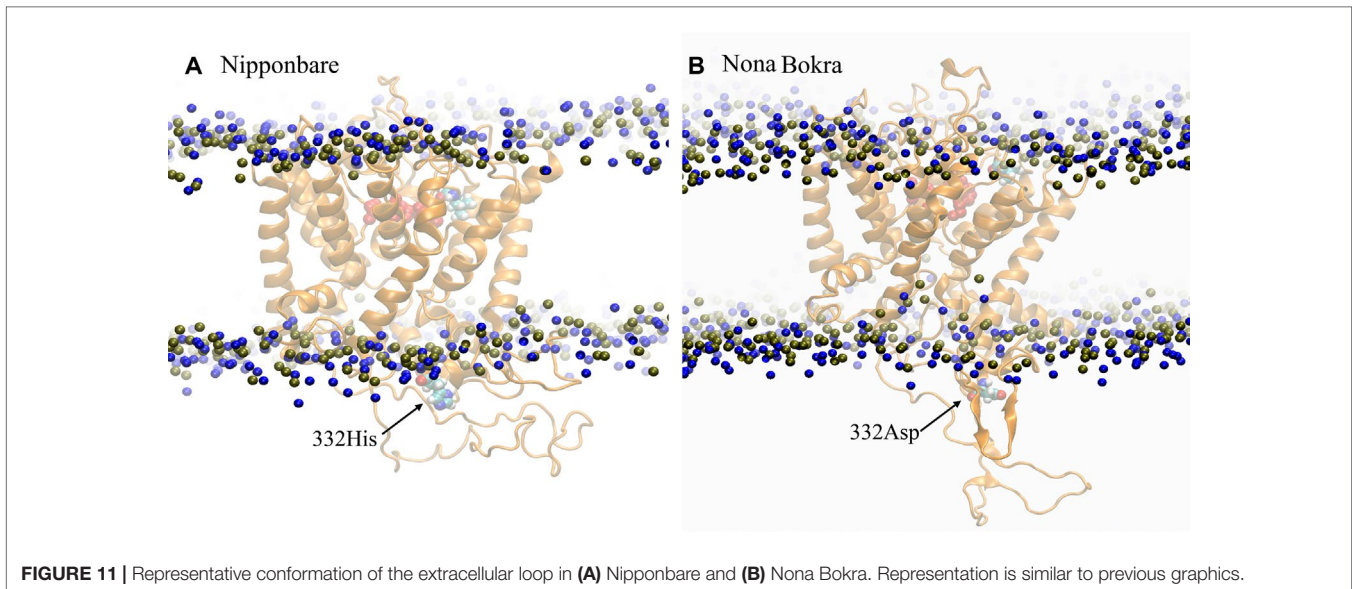 A Nipponbare
B Nona Bokra
332His
332Asp
FIGURE 11 | Representative conformation of the extracellular loop in (A) Nipponbare and (B) Nona Bokra. Representation is similar to previous graphics.